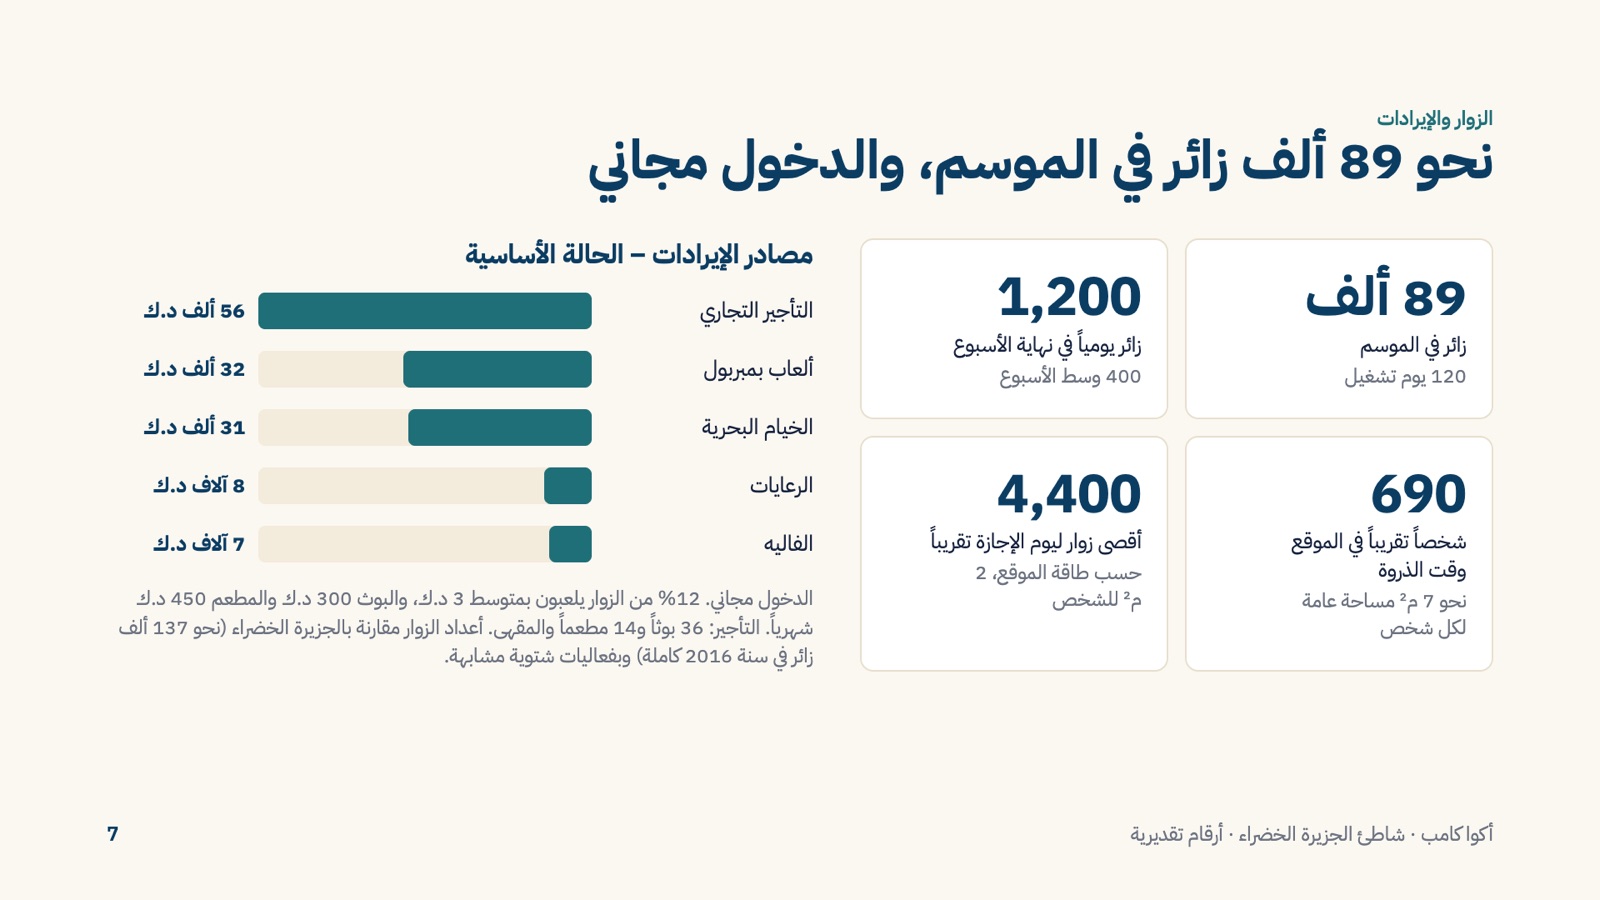 الزوار والإيرادات
نحو 89 ألف زائر في الموسم، والدخول مجاني
89 ألف
زائر في الموسم
120 يوم تشغيل
1,200
زائر يومياً في نهاية الأسبوع
400 وسط الأسبوع
690
شخصاً تقريباً في الموقع
وقت الذروة
نحو 7 م² مساحة عامة
لكل شخص
4,400
أقصى زوار ليوم الإجازة تقريباً
حسب طاقة الموقع، 2
م² للشخص
مصادر الإيرادات – الحالة الأساسية
التأجير التجاري 56 ألف د.ك
ألعاب بمبربول 32 ألف د.ك
الخيام البحرية 31 ألف د.ك
الرعايات 8 آلاف د.ك
الفاليه 7 آلاف د.ك
الدخول مجاني. 12% من الزوار يلعبون بمتوسط 3 د.ك، والبوث 300 د.ك والمطعم 450 د.ك
شهرياً. التأجير: 36 بوثاً و14 مطعماً والمقهى. أعداد الزوار مقارنة بالجزيرة الخضراء (نحو 137 ألف
زائر في سنة 2016 كاملة) وبفعاليات شتوية مشابهة.
أكوا كامب · شاطئ الجزيرة الخضراء · أرقام تقديرية
7